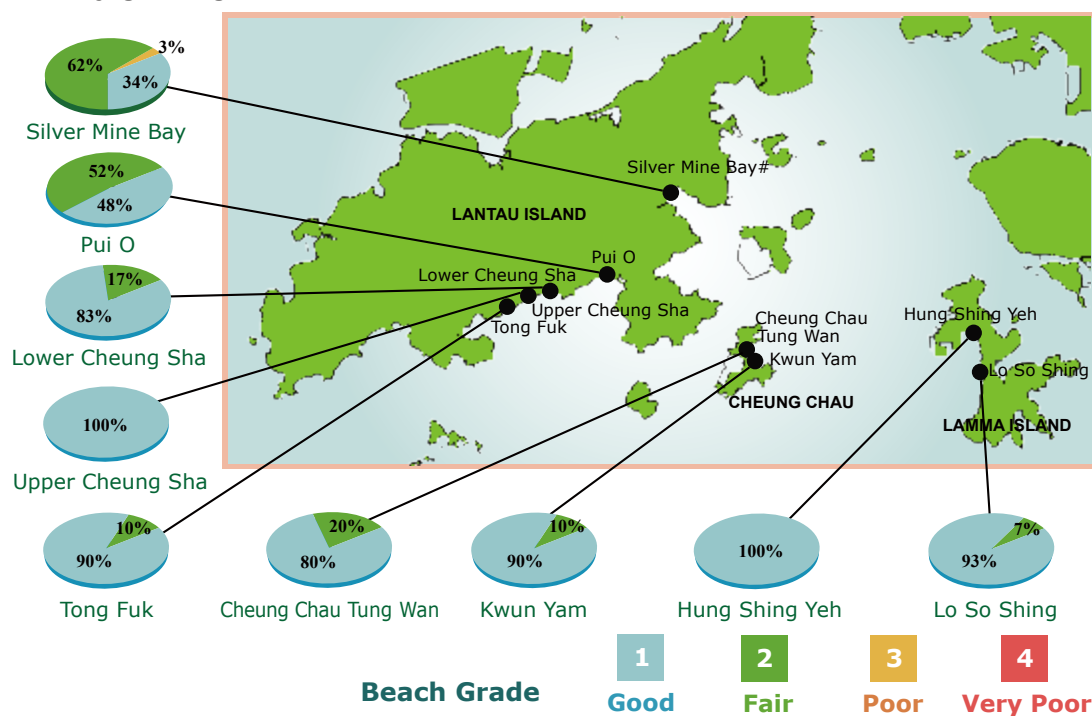 3%
62%
34%
Silver Mine Bay
Silver Mine Bay#
52%
48%
LANTAU ISLAND
Pui O
Pui O
17%
83%
Lower Cheung Sha
Lower Cheung Sha
Upper Cheung Sha
Tong Fuk
Cheung Chau
Tung Wan
Kwun Yam
Hung Shing Yeh
Lo So Shing
CHEUNG CHAU
LAMMA ISLAND
100%
Upper Cheung Sha
10%
90%
Tong Fuk
20%
80%
Cheung Chau Tung Wan
10%
90%
Kwun Yam
100%
Hung Shing Yeh
7%
93%
Lo So Shing
Beach Grade
1
Good
2
Fair
3
Poor
4
Very Poor